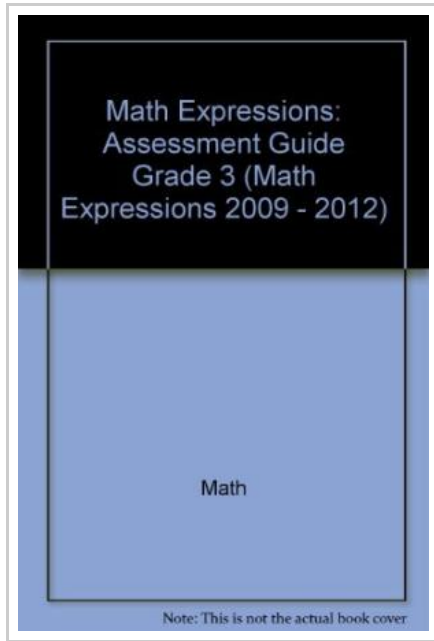 Math Expressions:
Assessment Guide
Grade 3 (Math
Expressions 2009 - 2012)
Math
Note: This is not the actual book cover